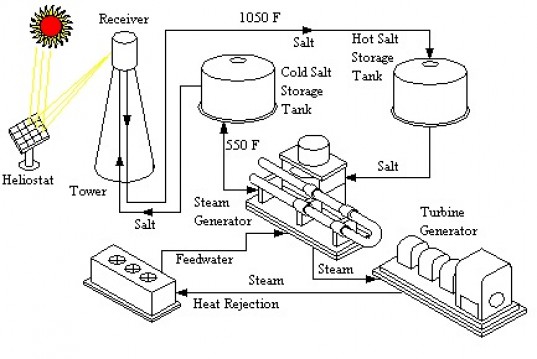 Receiver
1050 F
Salt
Hot Salt
Storage
Tank
Cold Salt
Storage
Tank
550 F
Salt
Heliostat
Tower
Salt
Steam
Generator
Turbine
Generator
Feedwater
Steam
Steam
Heat Rejection